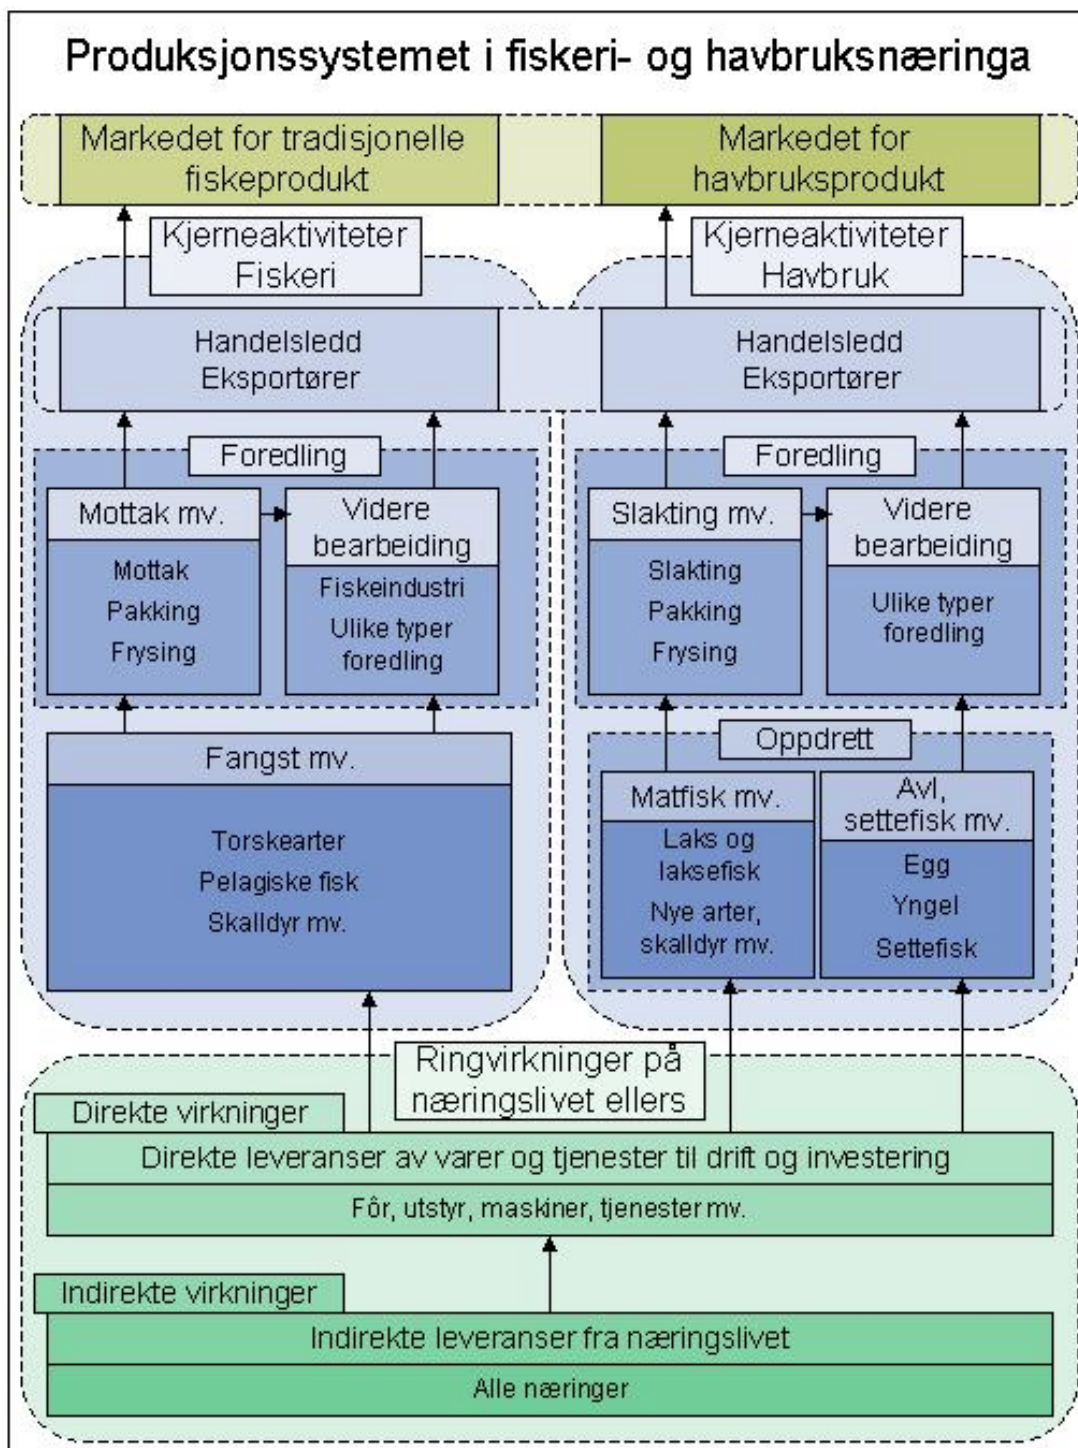 Produksjonssystemet i fiskeri- og havbruksnæringa
Markedet for tradisjonelle
fiskeprodukt
Markedet for
havbruksprodukt
Kjerneaktiviteter
Fiskeri
Kjerneaktiviteter
Havbruk
Handelsledd
Eksportører
Handelsledd
Eksportører
Foredling
Foredling
Mottak mv.
Mottak
Pakking
Frysing
Videre
bearbeiding
Fiskeindustri
Ulike typer
foredling
Slakting mv.
Slakting
Pakking
Frysing
Videre
bearbeiding
Ulike typer
foredling
Fangst mv.
Torskearter
Pelagiske fisk
Skalldyr mv.
Oppdrett
Matfisk mv.
Laks og
laksefisk
Nye arter,
skalldyr mv.
Avl,
settefisk mv.
Egg
Yngel
Settefisk
Ringvirkninger på
næringslivet ellers
Direkte virkninger
Direkte leveranser av varer og tjenester til drift og investering
Fôr, utstyr, maskiner, tjenester mv.
Indirekte virkninger
Indirekte leveranser fra næringslivet
Alle næringer